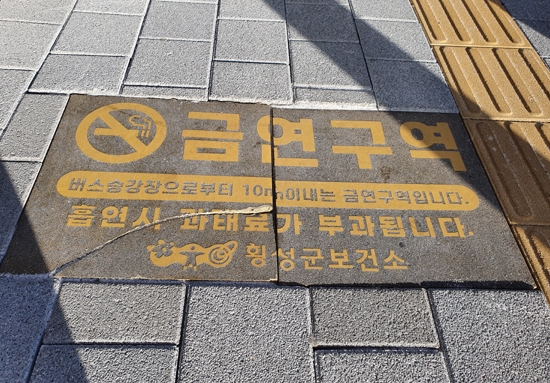 금연구역
버스승강장으로부터 10m이내는 금연구역입니다.
흡연시 과태료가 부과됩니다.
횡성군보건소